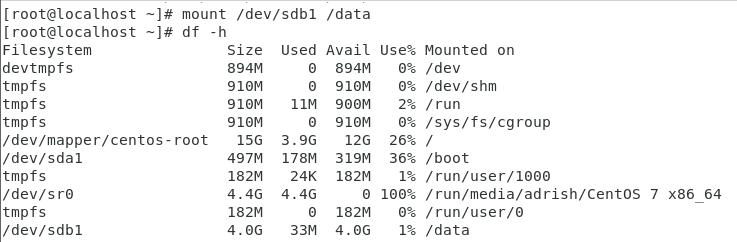 [root@localhost ~]# mount /dev/sdb1 /data
[root@localhost ~]# df -h
Filesystem               Size  Used Avail Use% Mounted on
devtmpfs                 894M     0  894M   0% /dev
tmpfs                    910M     0  910M   0% /dev/shm
tmpfs                    910M   11M  900M   2% /run
tmpfs                    910M     0  910M   0% /sys/fs/cgroup
/dev/mapper/centos-root   15G  3.9G   12G  26% /
/dev/sda1                497M  178M  319M  36% /boot
tmpfs                    182M   24K  182M   1% /run/user/1000
/dev/sr0                 4.4G  4.4G     0 100% /run/media/adrish/CentOS 7 x86_64
tmpfs                    182M     0  182M   0% /run/user/0
/dev/sdb1                4.0G   33M  4.0G   1% /data